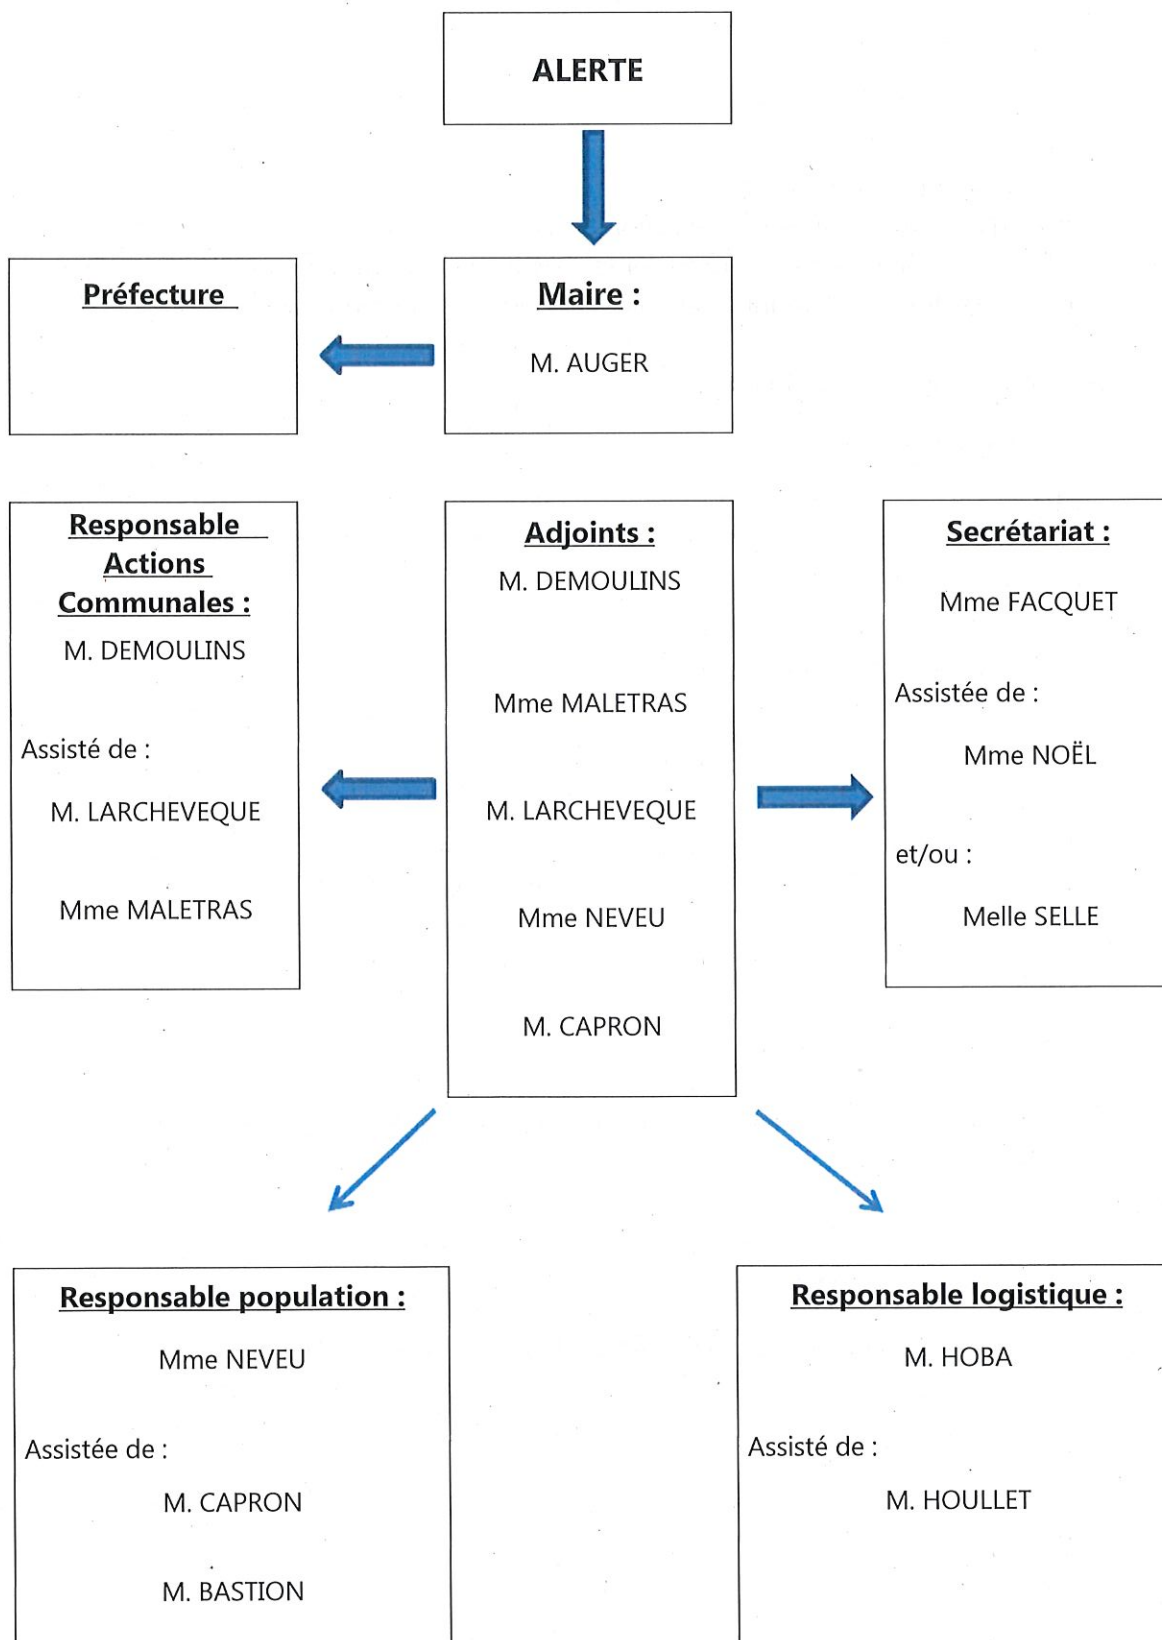 ALERTE
Préfecture
Maire :
M. AUGER
Responsable
Actions
Communales :
M. DEMOULINS
Assisté de :
M. LARCHEVEQUE
Mme MALETRAS
Adjoints :
M. DEMOULINS
Mme MALETRAS
M. LARCHEVEQUE
Mme NEVEU
M. CAPRON
Secrétariat :
Mme FACQUET
Assistée de :
Mme NOËL
et/ou :
Melle SELLE
Responsable population :
Mme NEVEU
Assistée de :
M. CAPRON
M. BASTION
Responsable logistique :
M. HOBA
Assisté de :
M. HOULLET